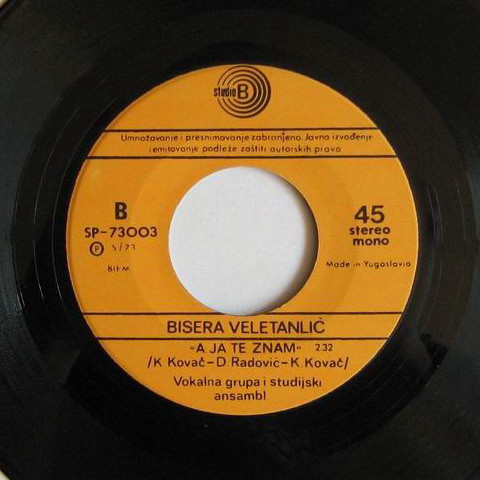 studio B
Umnožavanje i presnimavanje zabranjeno. Javno izvođenje
i emitovanje podleže zaštiti autorskih prava
B
SP-73003
Ⓟ 5/73
BIEM
45
stereo
mono
Made in Yugoslavia
BISERA VELETANLIĆ
"A JA TE ZNAM" 2.32
/K. Kovač-D. Radović-K. Kovač/
Vokalna grupa i studijski
ansambl